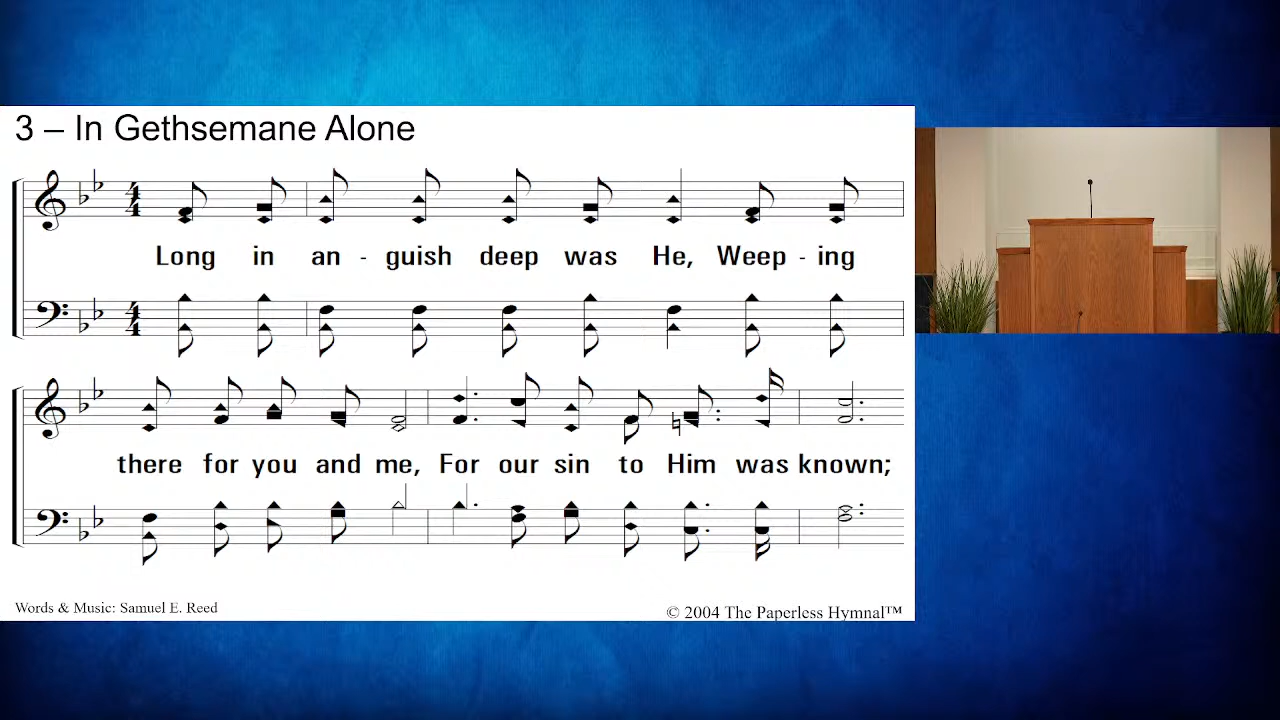 3 – In Gethsemane Alone
Long in an - guish deep was He, Weep - ing
there for you and me, For our sin to Him was known;
Words & Music: Samuel E. Reed
© 2004 The Paperless Hymnal™